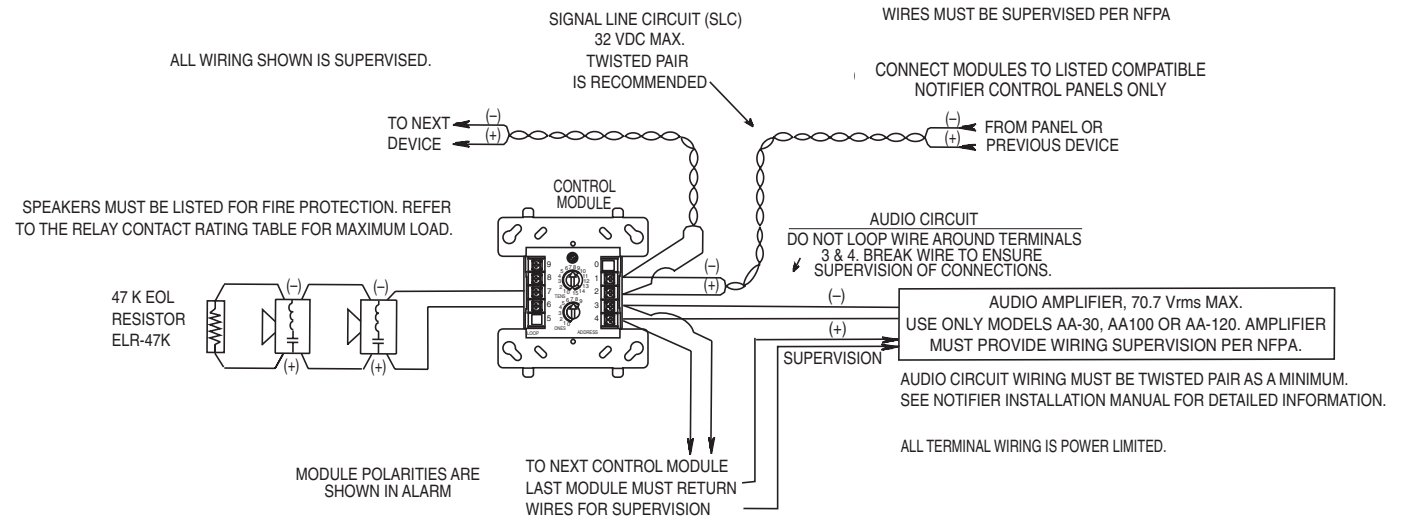 SIGNAL LINE CIRCUIT (SLC)
32 VDC MAX.
TWISTED PAIR
IS RECOMMENDED
WIRES MUST BE SUPERVISED PER NFPA
ALL WIRING SHOWN IS SUPERVISED.
CONNECT MODULES TO LISTED COMPATIBLE
NOTIFIER CONTROL PANELS ONLY
TO NEXT
DEVICE
(–)
(+)
(–)
(+)
FROM PANEL OR
PREVIOUS DEVICE
CONTROL
MODULE
SPEAKERS MUST BE LISTED FOR FIRE PROTECTION. REFER
TO THE RELAY CONTACT RATING TABLE FOR MAXIMUM LOAD.
AUDIO CIRCUIT
DO NOT LOOP WIRE AROUND TERMINALS
3 & 4. BREAK WIRE TO ENSURE
SUPERVISION OF CONNECTIONS.
(–)
(+)
9
8
7
6
5
0
1
2
3
4
TENS
ONES
LOOP
ADDRESS
47 K EOL
RESISTOR
ELR-47K
(–)
(–)
(+)
(+)
(–)
(+)
SUPERVISION
AUDIO AMPLIFIER, 70.7 Vrms MAX.
USE ONLY MODELS AA-30, AA100 OR AA-120. AMPLIFIER
MUST PROVIDE WIRING SUPERVISION PER NFPA.
AUDIO CIRCUIT WIRING MUST BE TWISTED PAIR AS A MINIMUM.
SEE NOTIFIER INSTALLATION MANUAL FOR DETAILED INFORMATION.
ALL TERMINAL WIRING IS POWER LIMITED.
MODULE POLARITIES ARE
SHOWN IN ALARM
TO NEXT CONTROL MODULE
LAST MODULE MUST RETURN
WIRES FOR SUPERVISION